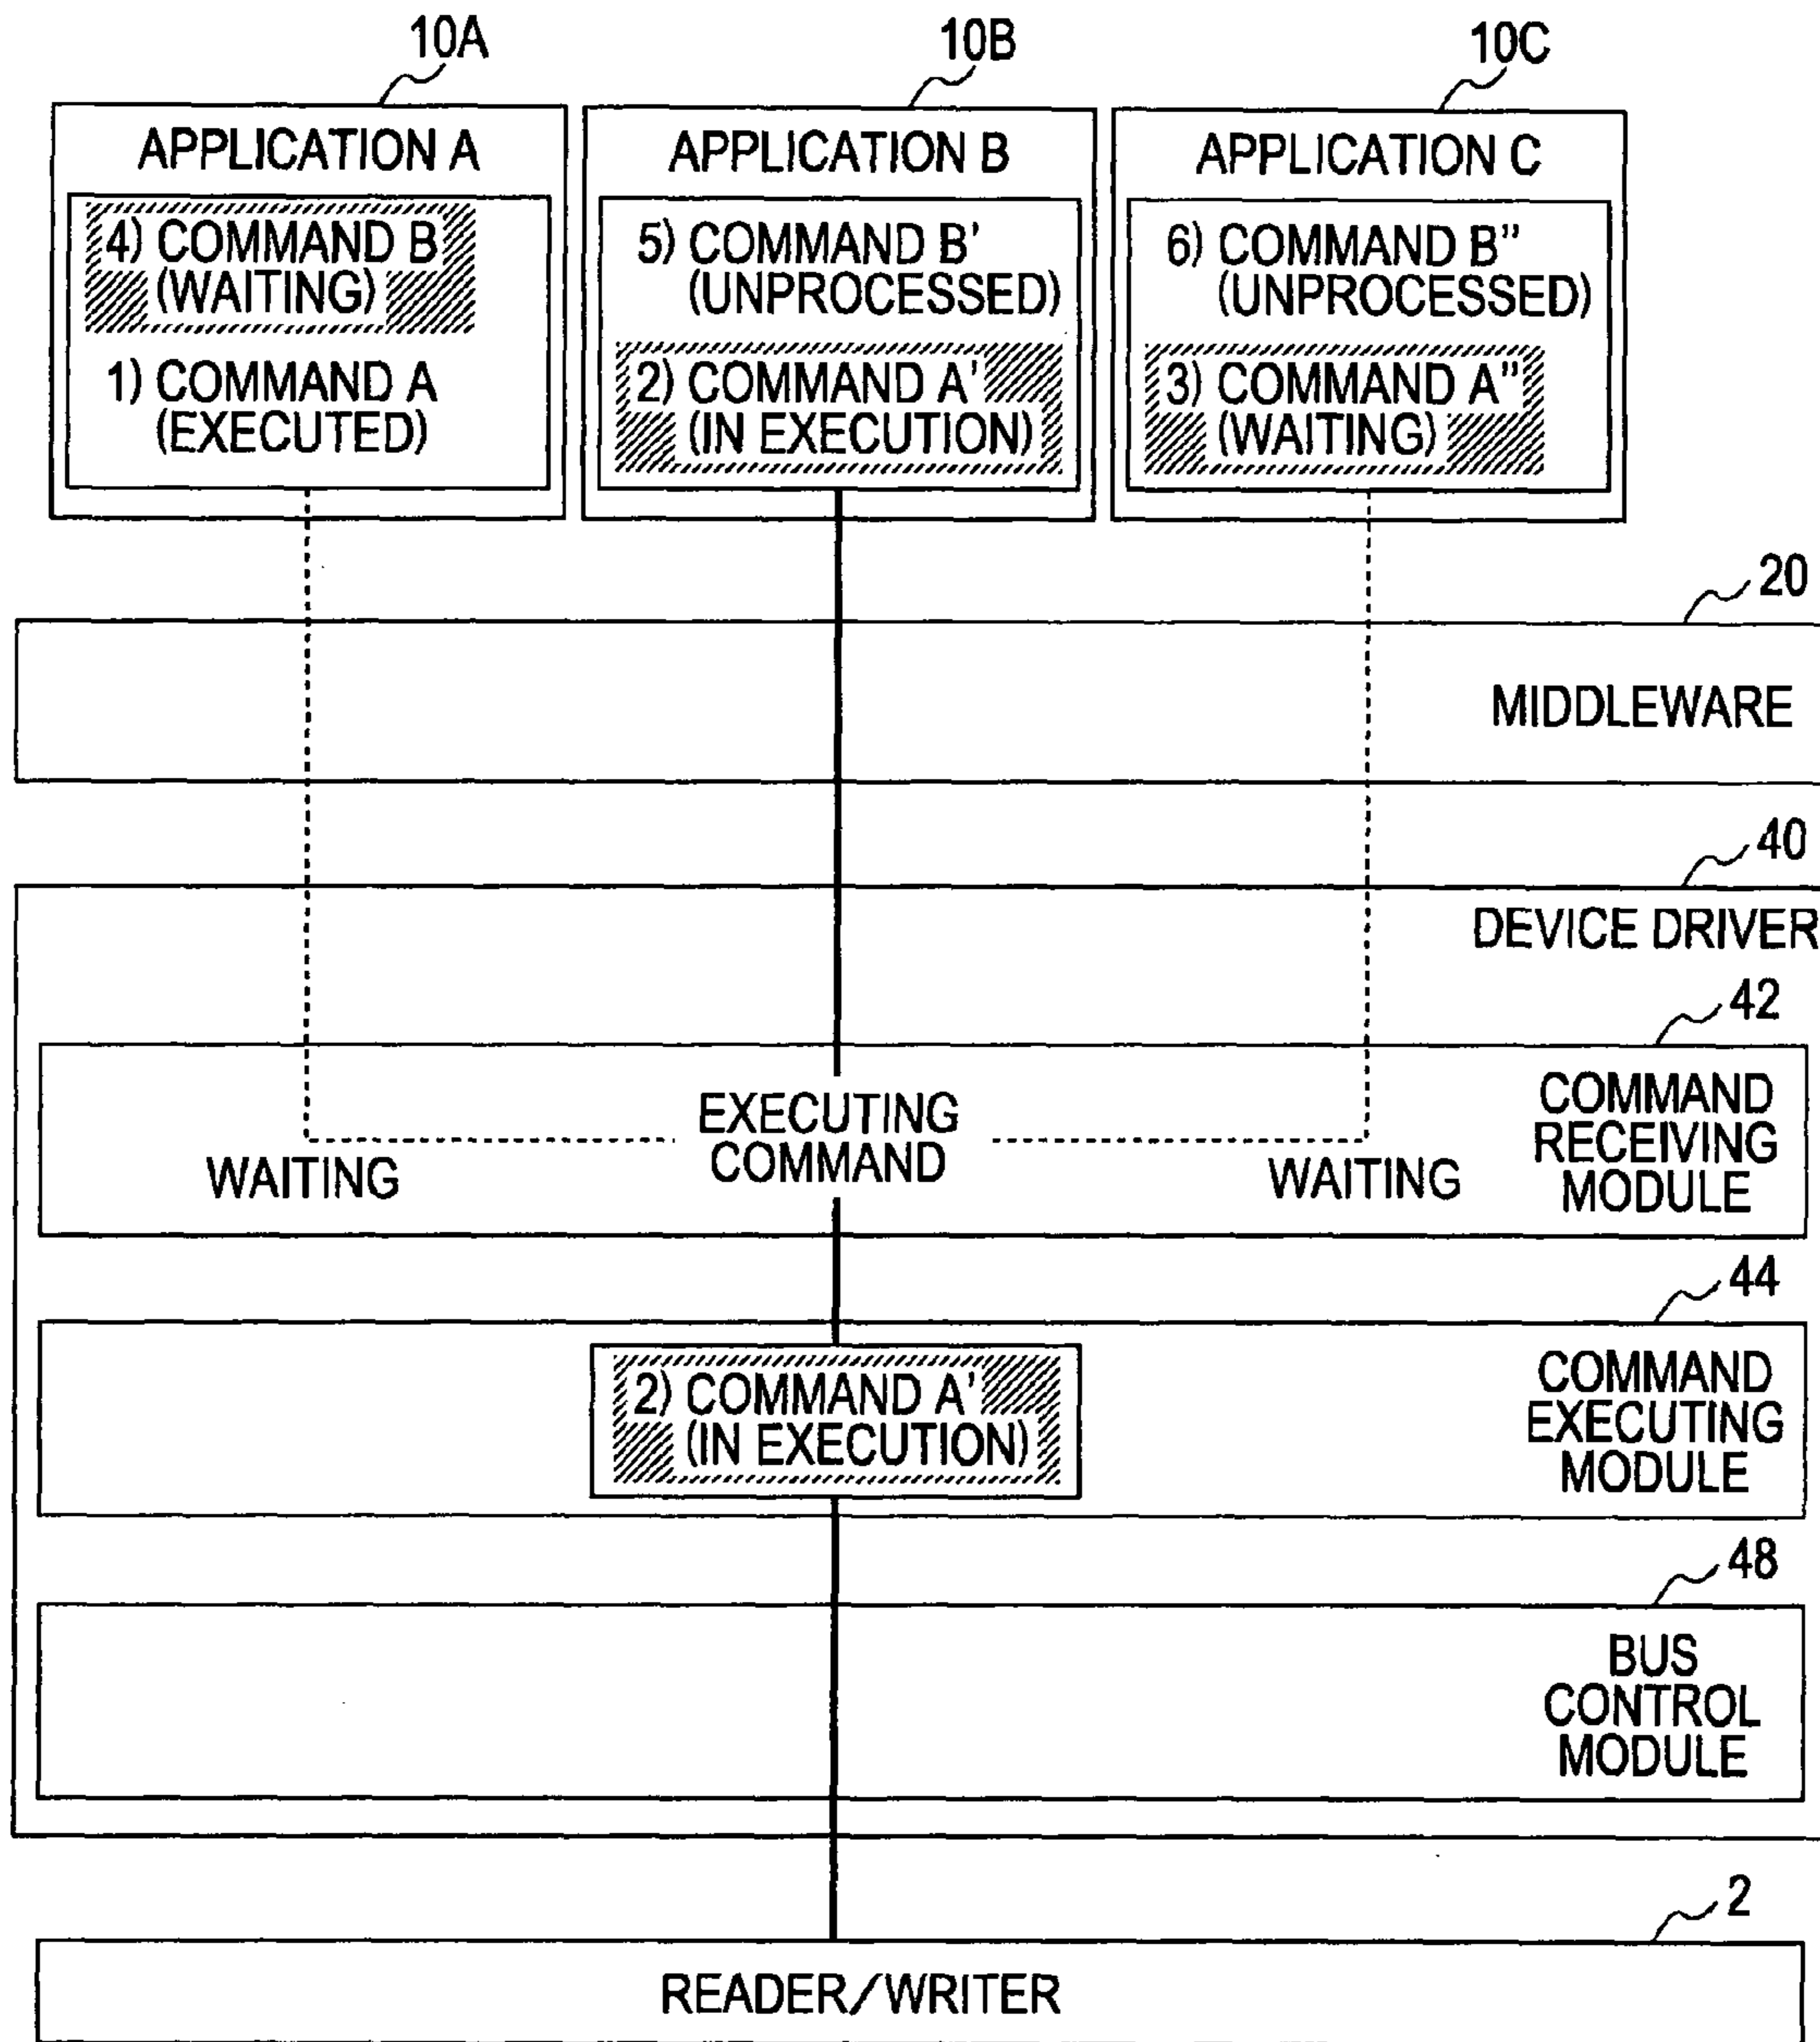 10A
10B
10C
APPLICATION A
APPLICATION B
APPLICATION C
4) COMMAND B
(WAITING)
1) COMMAND A
(EXECUTED)
5) COMMAND B'
(UNPROCESSED)
2) COMMAND A'
(IN EXECUTION)
6) COMMAND B"
(UNPROCESSED)
3) COMMAND A"
(WAITING)
20
MIDDLEWARE
40
DEVICE DRIVER
42
EXECUTING
COMMAND
WAITING
WAITING
COMMAND
RECEIVING
MODULE
44
2) COMMAND A'
(IN EXECUTION)
COMMAND
EXECUTING
MODULE
48
BUS
CONTROL
MODULE
2
READER/WRITER